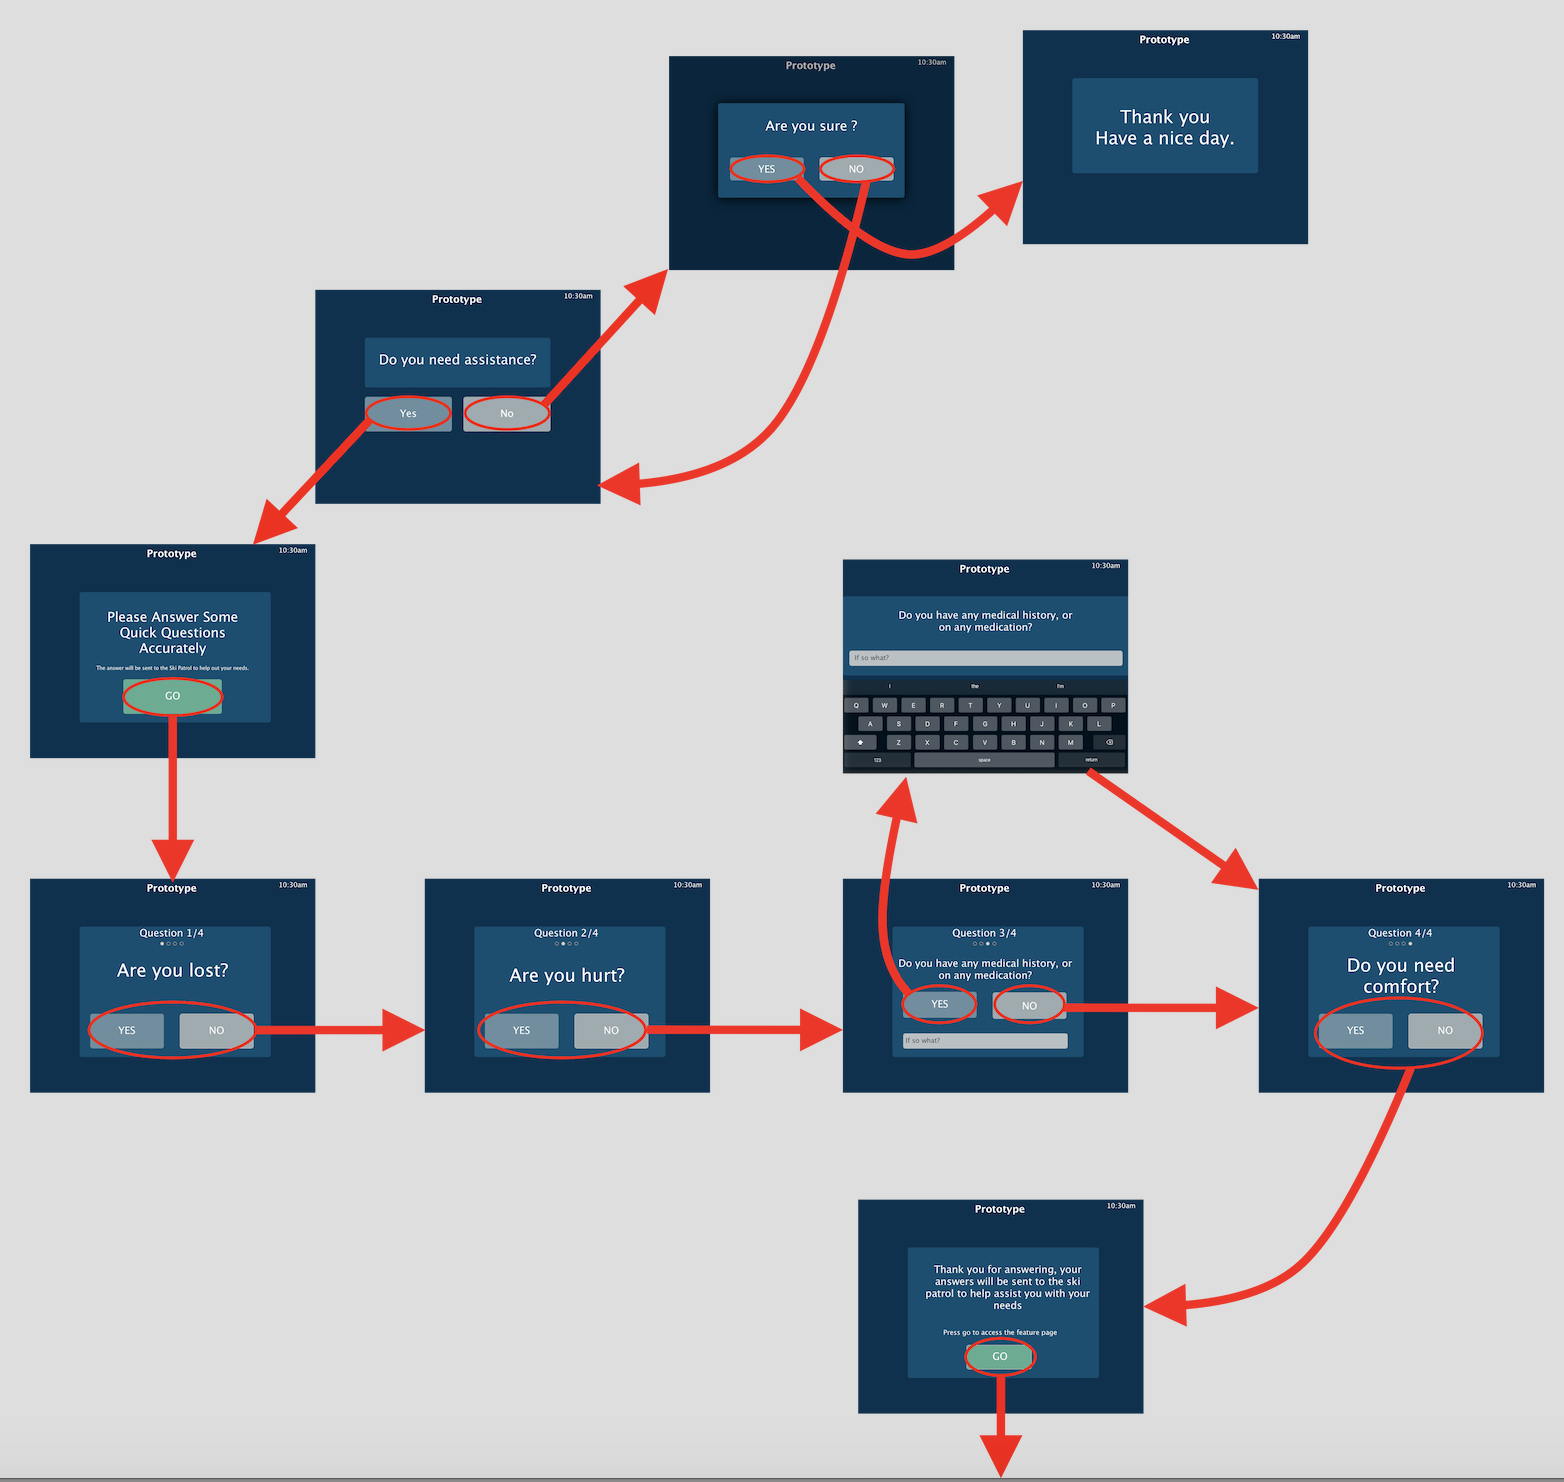 Prototype
10:30am
Thank you
Have a nice day.
Prototype
10:30am
Are you sure ?
YES
NO
Prototype
10:30am
Do you need assistance?
Yes
No
Prototype
10:30am
Please Answer Some
Quick Questions
Accurately
The answer will be sent to the Ski Patrol to help out your needs.
GO
Prototype
10:30am
Do you have any medical history, or
on any medication?
If so what?
I the I'm
Q W E R T Y U I O P
A S D F G H J K L
Z X C V B N M
123 space return
Prototype
10:30am
Question 1/4
Are you lost?
YES
NO
Prototype
10:30am
Question 2/4
Are you hurt?
YES
NO
Prototype
10:30am
Question 3/4
Do you have any medical history, or
on any medication?
YES
NO
If so what?
Prototype
10:30am
Question 4/4
Do you need
comfort?
YES
NO
Prototype
10:30am
Thank you for answering, your
answers will be sent to the ski
patrol to help assist you with your
needs
Press go to access the feature page
GO